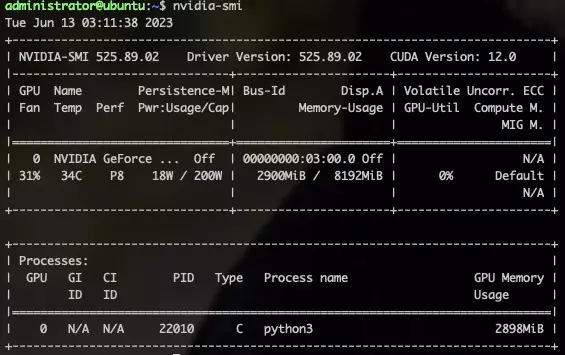 administrator@ubuntu:~$ nvidia-smi
Tue Jun 13 03:11:38 2023
NVIDIA-SMI 525.89.02    Driver Version: 525.89.02    CUDA Version: 12.0
GPU  Name        Persistence-M| Bus-Id        Disp.A | Volatile Uncorr. ECC
Fan  Temp  Perf  Pwr:Usage/Cap|         Memory-Usage | GPU-Util  Compute M.
MIG M.
0  NVIDIA GeForce ...  Off  | 00000000:03:00.0 Off |                  N/A
31%   34C    P8    18W / 200W |   2900MiB /  8192MiB |      0%      Default
N/A
Processes:
GPU   GI   CI        PID   Type   Process name                  GPU Memory
ID   ID                                                   Usage
0   N/A  N/A     22010      C   python3                          2898MiB